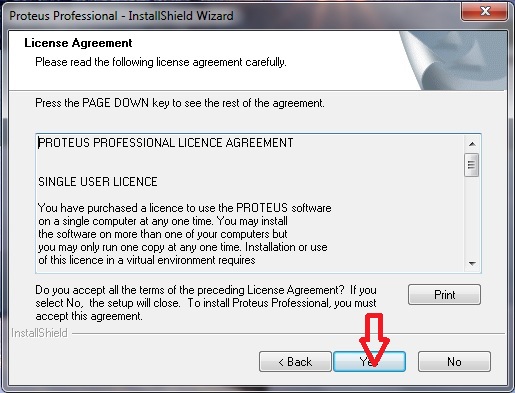 Proteus Professional - InstallShield Wizard
License Agreement
Please read the following license agreement carefully.
Press the PAGE DOWN key to see the rest of the agreement.
PROTEUS PROFESSIONAL LICENCE AGREEMENT
SINGLE USER LICENCE
You have purchased a licence to use the PROTEUS software
on a single computer at any one time. You may install
the software on more than one of your computers but
you may only run one copy at any one time. Installation or use
of this licence in a virtual environment requires
Do you accept all the terms of the preceding License Agreement? If you
select No, the setup will close. To install Proteus Professional, you must
accept this agreement.
Print
InstallShield
< Back
Yes
No